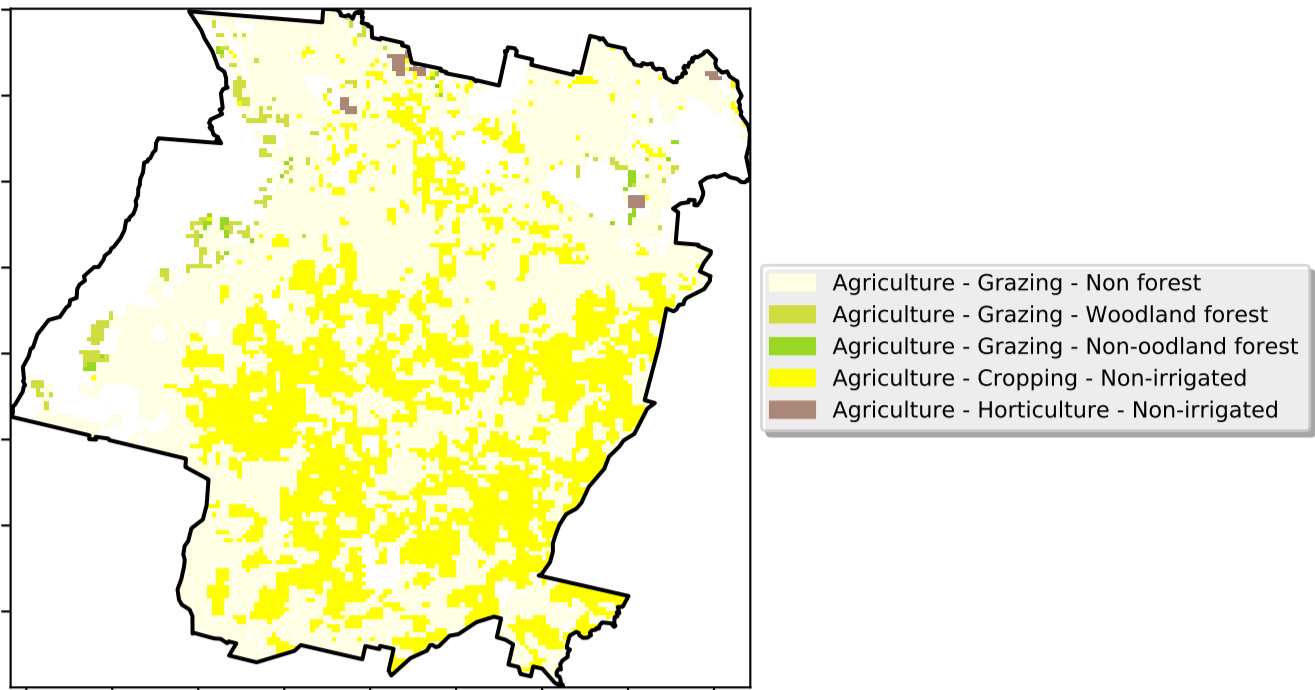 Agriculture - Grazing - Non forest
Agriculture - Grazing - Woodland forest
Agriculture - Grazing - Non-oodland forest
Agriculture - Cropping - Non-irrigated
Agriculture - Horticulture - Non-irrigated